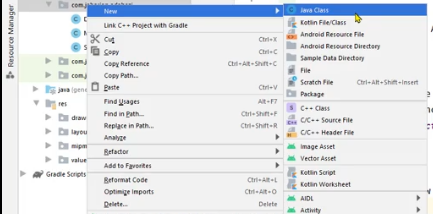 Resource Manager
com.
com.j
com.j
java (gene
res
draw
layou
mipm
value
Gradle Scripts
New
Link C++ Project with Gradle
Cut Ctrl+X
Copy Ctrl+C
Copy Reference Ctrl+Alt+Shift+C
Copy Path...
Paste Ctrl+V
Find Usages Alt+F7
Find in Path... Ctrl+Shift+F
Replace in Path... Ctrl+Shift+R
Analyze
Refactor
Add to Favorites
Reformat Code Ctrl+Alt+L
Optimize Imports Ctrl+Alt+O
Delete... Delete
Java Class
Kotlin File/Class
Android Resource File
Android Resource Directory
Sample Data Directory
File
Scratch File Ctrl+Alt+Shift+Insert
Package
C++ Class
C/C++ Source File
C/C++ Header File
Image Asset
Vector Asset
Kotlin Script
Kotlin Worksheet
AIDL
Activity